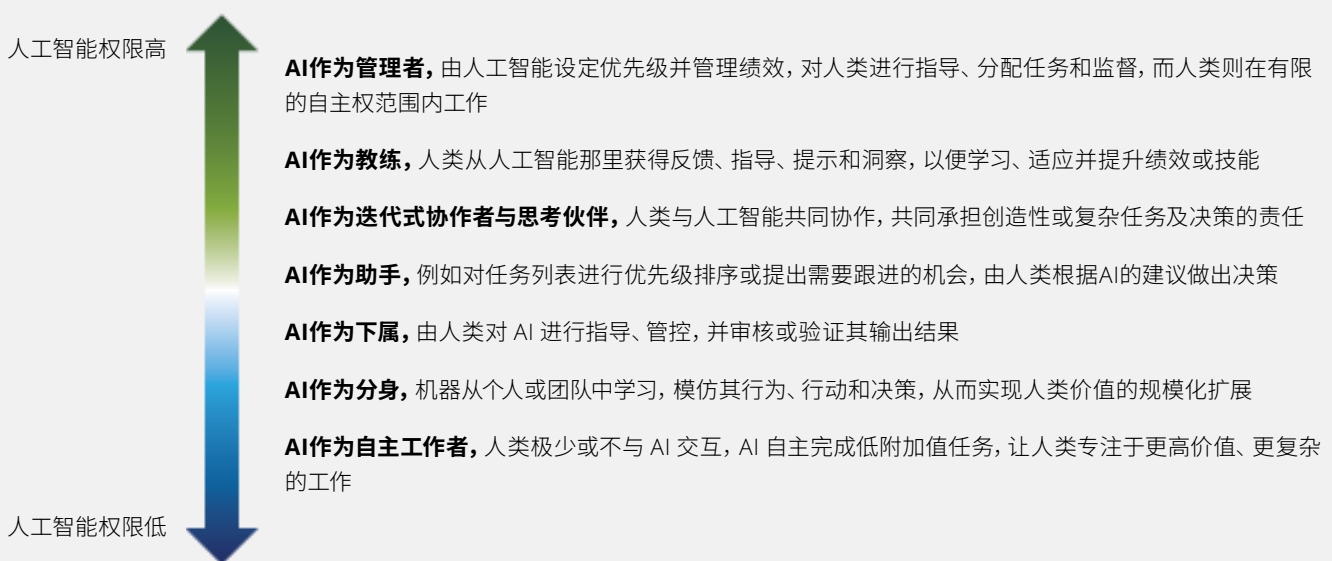 人工智能权限高
AI作为管理者，由人工智能设定优先级并管理绩效，对人类进行指导、分配任务和监督，而人类则在有限
的自主权范围内工作
AI作为教练，人类从人工智能那里获得反馈、指导、提示和洞察，以便学习、适应并提升绩效或技能
AI作为迭代式协作者与思考伙伴，人类与人工智能共同协作，共同承担创造性或复杂任务及决策的责任
AI作为助手，例如对任务列表进行优先级排序或提出需要跟进的机会，由人类根据AI的建议做出决策
AI作为下属，由人类对 AI 进行指导、管控，并审核或验证其输出结果
AI作为分身，机器从个人或团队中学习，模仿其行为、行动和决策，从而实现人类价值的规模化扩展
AI作为自主工作者，人类极少或不与 AI 交互，AI 自主完成低附加值任务，让人类专注于更高价值、更复杂
的工作
人工智能权限低